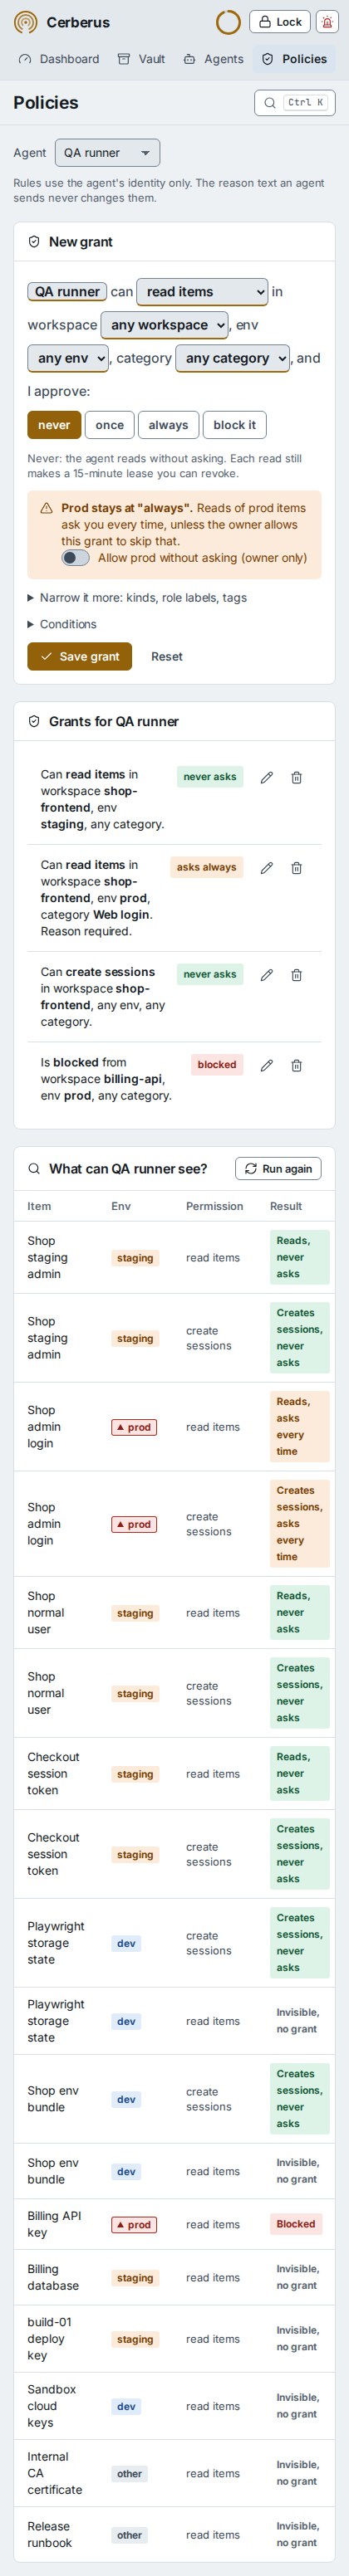 Cerberus
Lock
Dashboard
Vault
Agents
Policies
Policies
Ctrl K
Agent
QA runner
Rules use the agent's identity only. The reason text an agent
sends never changes them.
New grant
QA runner can read items in
workspace any workspace, env
any env, category any category, and
I approve:
never
once
always
block it
Never: the agent reads without asking. Each read still
makes a 15-minute lease you can revoke.
Prod stays at "always". Reads of prod items
ask you every time, unless the owner allows
this grant to skip that.
Allow prod without asking (owner only)
Narrow it more: kinds, role labels, tags
Conditions
Save grant
Reset
Grants for QA runner
Can read items in
workspace shop-
frontend, env
staging, any category.
never asks
Can read items in
workspace shop-
frontend, env prod,
category Web login.
Reason required.
asks always
Can create sessions
in workspace shop-
frontend, any env, any
category.
never asks
Is blocked from
workspace billing-api,
env prod, any category.
blocked
What can QA runner see?
Run again
Item
Env
Permission
Result
Shop
staging
admin
staging
read items
Reads,
never
asks
Shop
staging
admin
staging
create
sessions
Creates
sessions,
never
asks
Shop
admin
login
prod
read items
Reads,
asks
every
time
Shop
admin
login
prod
create
sessions
Creates
sessions,
asks
every
time
Shop
normal
user
staging
read items
Reads,
never
asks
Shop
normal
user
staging
create
sessions
Creates
sessions,
never
asks
Checkout
session
token
staging
read items
Reads,
never
asks
Checkout
session
token
staging
create
sessions
Creates
sessions,
never
asks
Playwright
storage
state
dev
create
sessions
Creates
sessions,
never
asks
Playwright
storage
state
dev
read items
Invisible,
no grant
Shop env
bundle
dev
create
sessions
Creates
sessions,
never
asks
Shop env
bundle
dev
read items
Invisible,
no grant
Billing API
key
prod
read items
Blocked
Billing
database
staging
read items
Invisible,
no grant
build-01
deploy
key
staging
read items
Invisible,
no grant
Sandbox
cloud
keys
dev
read items
Invisible,
no grant
Internal
CA
certificate
other
read items
Invisible,
no grant
Release
runbook
other
read items
Invisible,
no grant